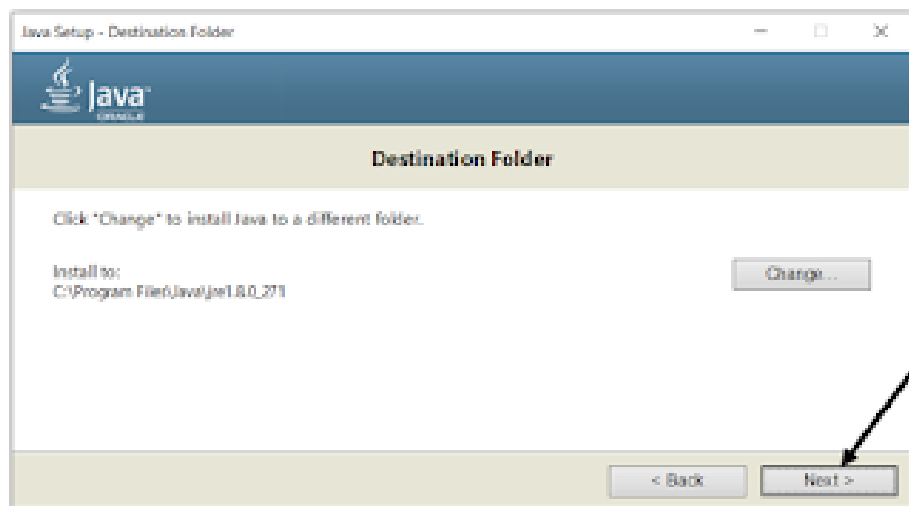 Java Setup - Destination Folder
Java
ORACLE
Destination Folder
Click "Change" to install Java to a different folder.
Install to:
Change...
C:\Program Files\Java\jre1.8.0_271
< Back
Next >